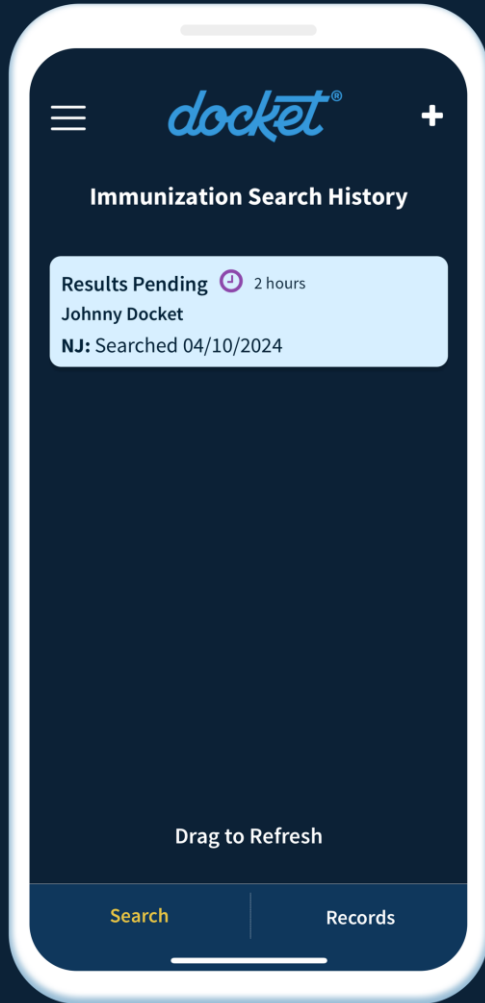 docket®
Immunization Search History
Results Pending 2 hours
Johnny Docket
NJ: Searched 04/10/2024
Drag to Refresh
Search Records